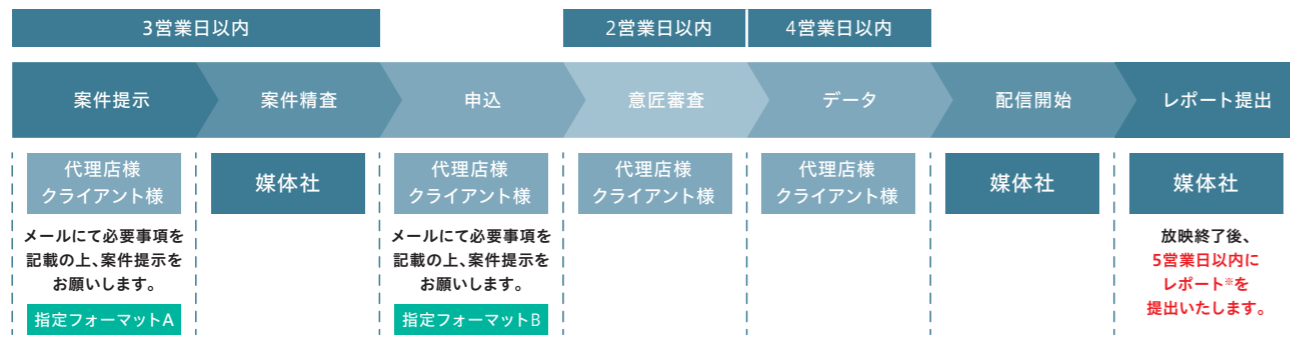 3営業日以内
2営業日以内
4営業日以内
案件提示
案件精査
申込
意匠審査
データ
配信開始
レポート提出
代理店様
クライアント様
媒体社
代理店様
クライアント様
代理店様
クライアント様
代理店様
クライアント様
媒体社
媒体社
メールにて必要事項を
記載の上、案件提示を
お願いします。
指定フォーマットA
メールにて必要事項を
記載の上、案件提示を
お願いします。
指定フォーマットB
放映終了後、
5営業日以内に
レポート※を
提出いたします。